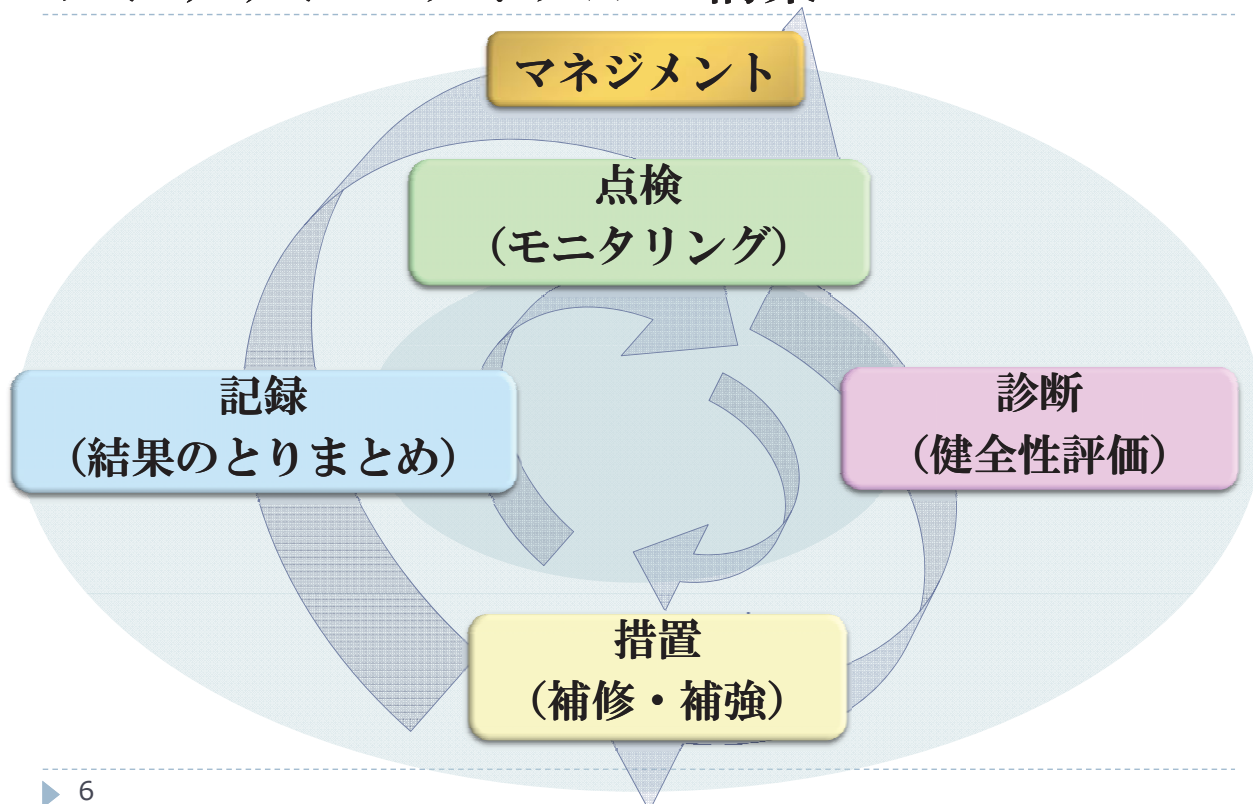 マネジメント
点検
（モニタリング）
記録
（結果のとりまとめ）
診断
（健全性評価）
措置
（補修・補強）
6